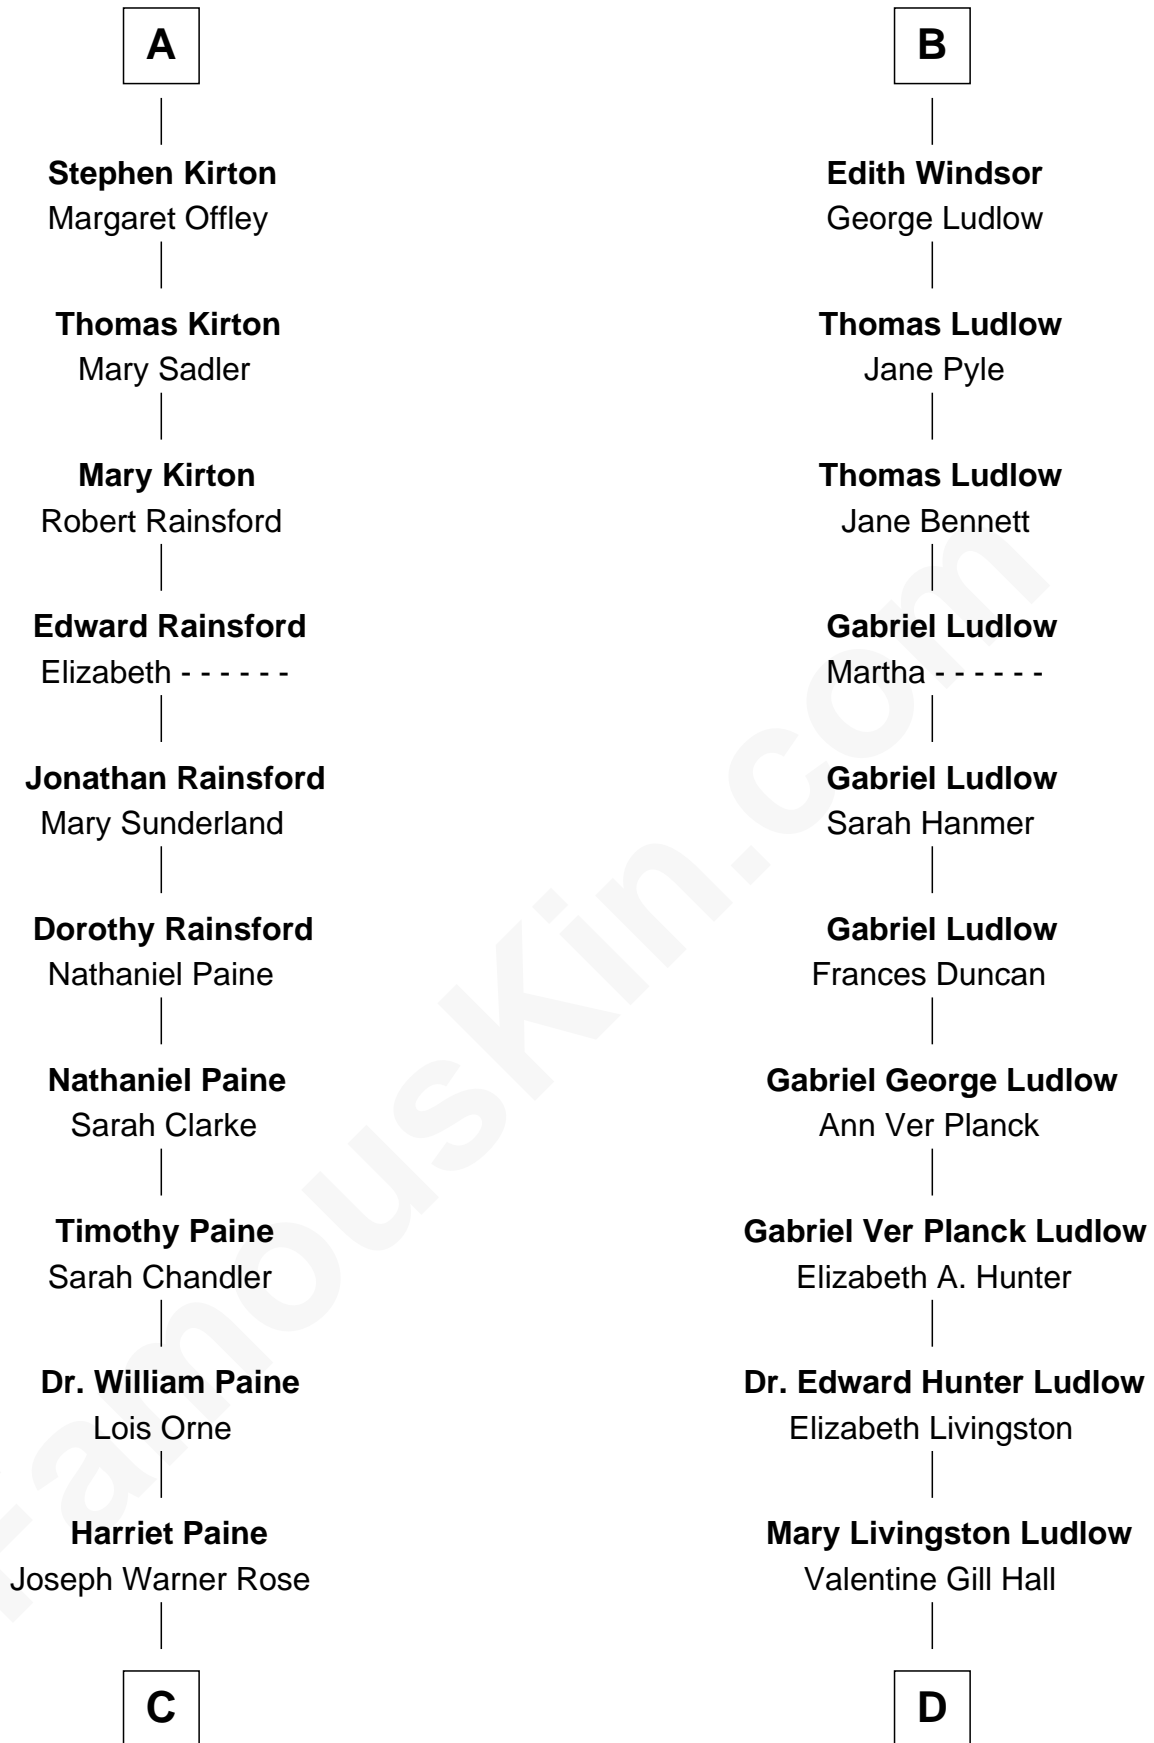 A
Stephen Kirton
Margaret Offley
Thomas Kirton
Mary Sadler
Mary Kirton
Robert Rainsford
Edward Rainsford
Elizabeth - - - - - -
Jonathan Rainsford
Mary Sunderland
Dorothy Rainsford
Nathaniel Paine
Nathaniel Paine
Sarah Clarke
Timothy Paine
Sarah Chandler
Dr. William Paine
Lois Orne
Harriet Paine
Joseph Warner Rose
C
B
Edith Windsor
George Ludlow
Thomas Ludlow
Jane Pyle
Thomas Ludlow
Jane Bennett
Gabriel Ludlow
Martha - - - - - -
Gabriel Ludlow
Sarah Hanmer
Gabriel Ludlow
Frances Duncan
Gabriel George Ludlow
Ann Ver Planck
Gabriel Ver Planck Ludlow
Elizabeth A. Hunter
Dr. Edward Hunter Ludlow
Elizabeth Livingston
Mary Livingston Ludlow
Valentine Gill Hall
D
FamousKin.com